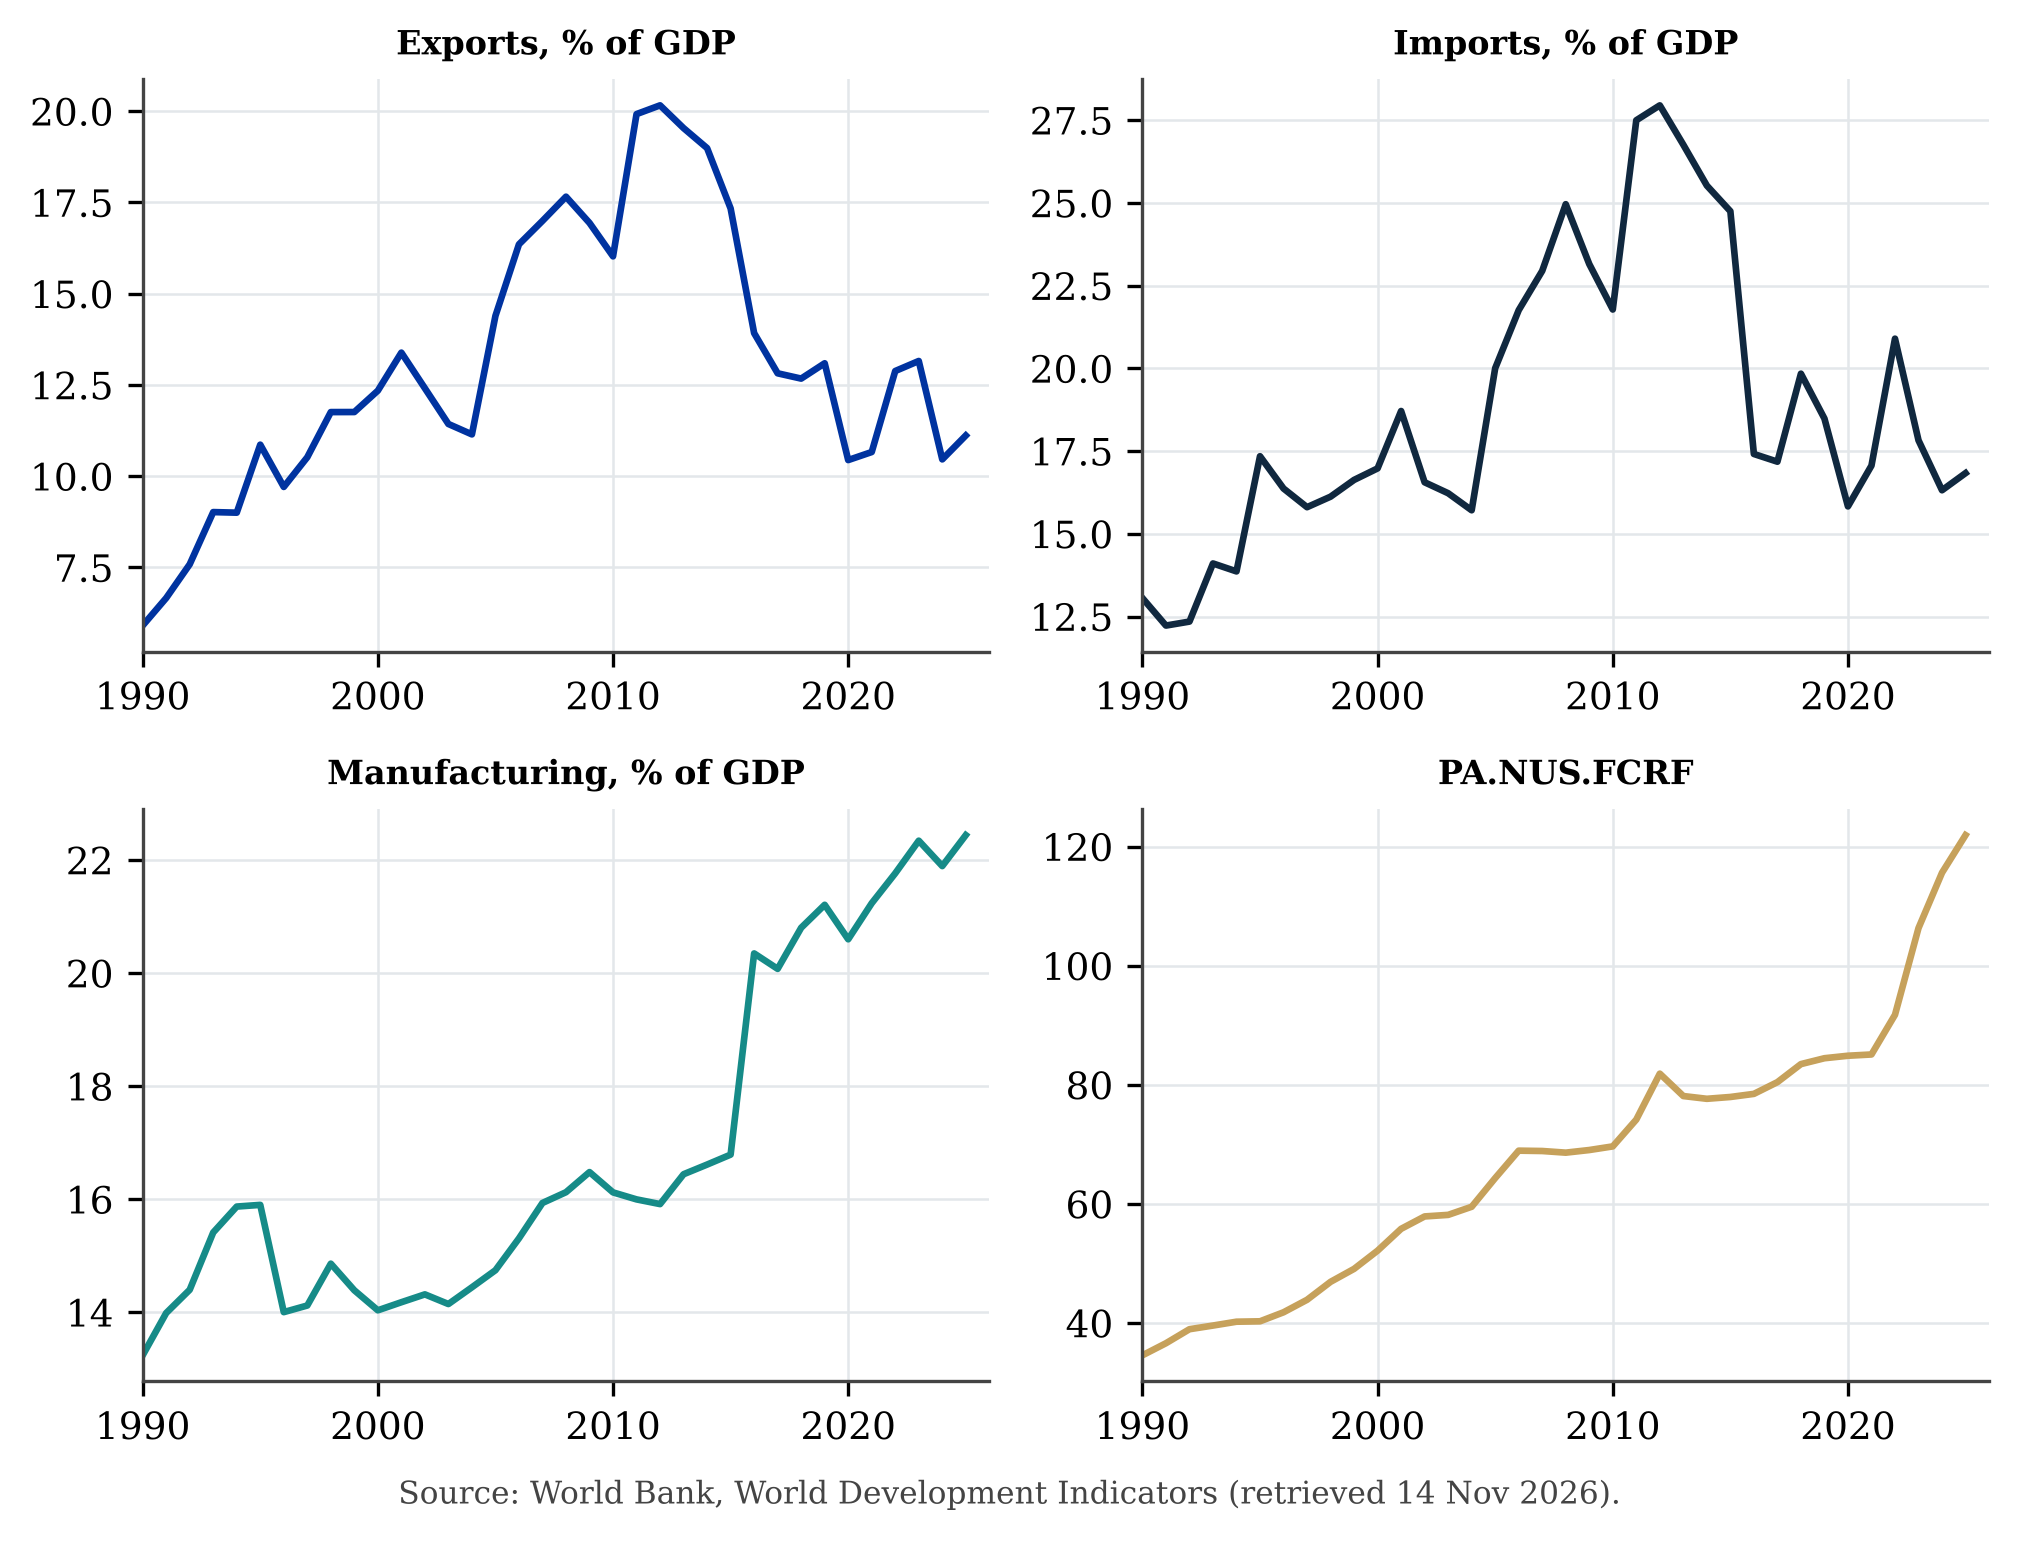 Exports, % of GDP
20.0
17.5
15.0
12.5
10.0
7.5
1990 2000 2010 2020
Imports, % of GDP
27.5
25.0
22.5
20.0
17.5
15.0
12.5
1990 2000 2010 2020
Manufacturing, % of GDP
22
20
18
16
14
1990 2000 2010 2020
PA.NUS.FCRF
120
100
80
60
40
1990 2000 2010 2020
Source: World Bank, World Development Indicators (retrieved 14 Nov 2026).